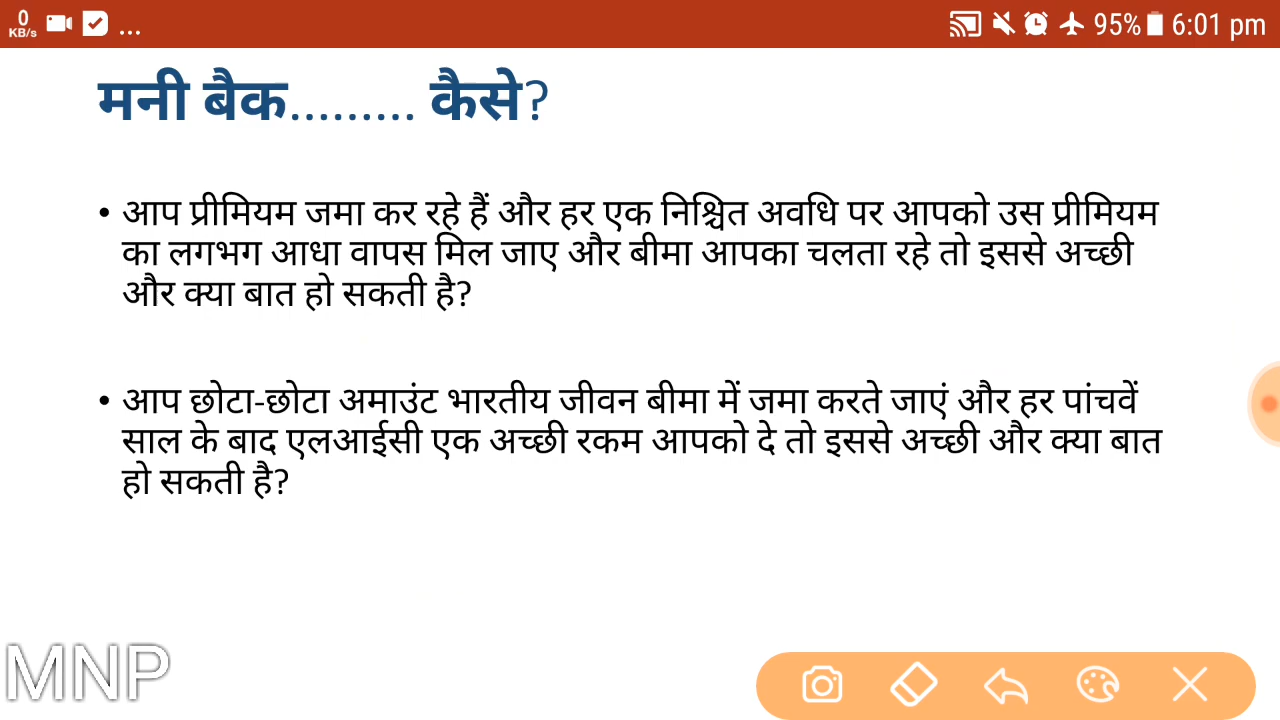 0
KB/s
...
95%
6:01 pm
मनी बैक......... कैसे?
• आप प्रीमियम जमा कर रहे हैं और हर एक निश्चित अवधि पर आपको उस प्रीमियम
का लगभग आधा वापस मिल जाए और बीमा आपका चलता रहे तो इससे अच्छी
और क्या बात हो सकती है?
• आप छोटा-छोटा अमाउंट भारतीय जीवन बीमा में जमा करते जाएं और हर पांचवें
साल के बाद एलआईसी एक अच्छी रकम आपको दे तो इससे अच्छी और क्या बात
हो सकती है?
MNP